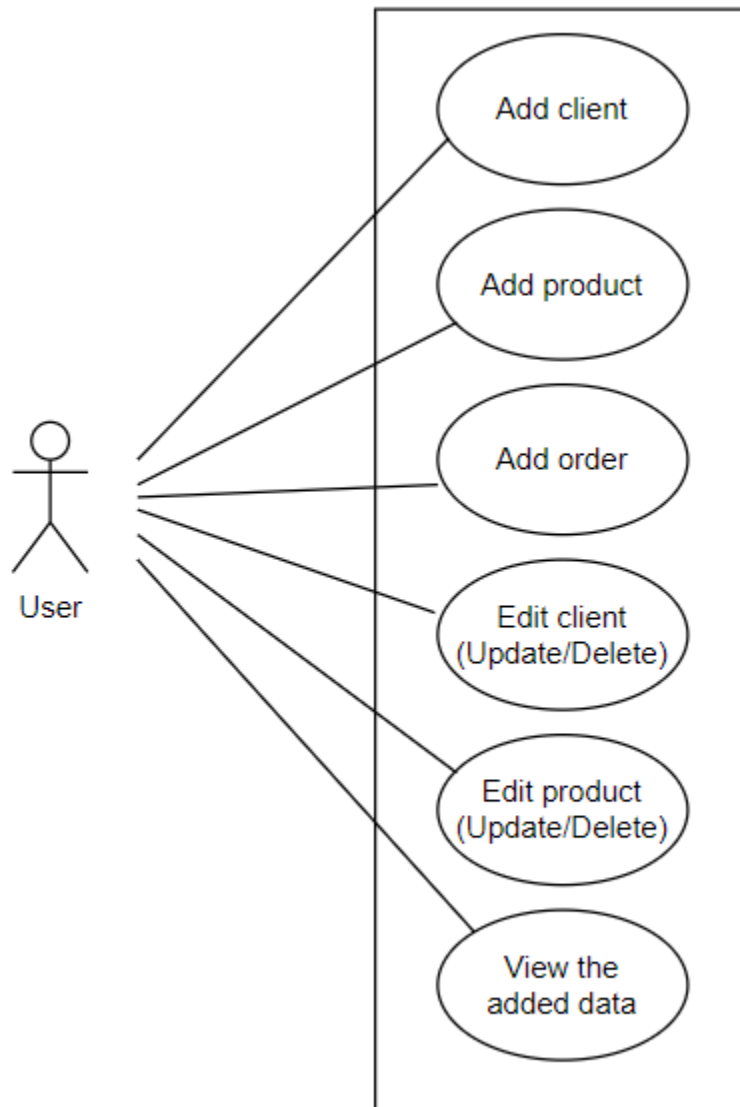 Add client
Add product
Add order
User
Edit client
(Update/Delete)
Edit product
(Update/Delete)
View the
added data